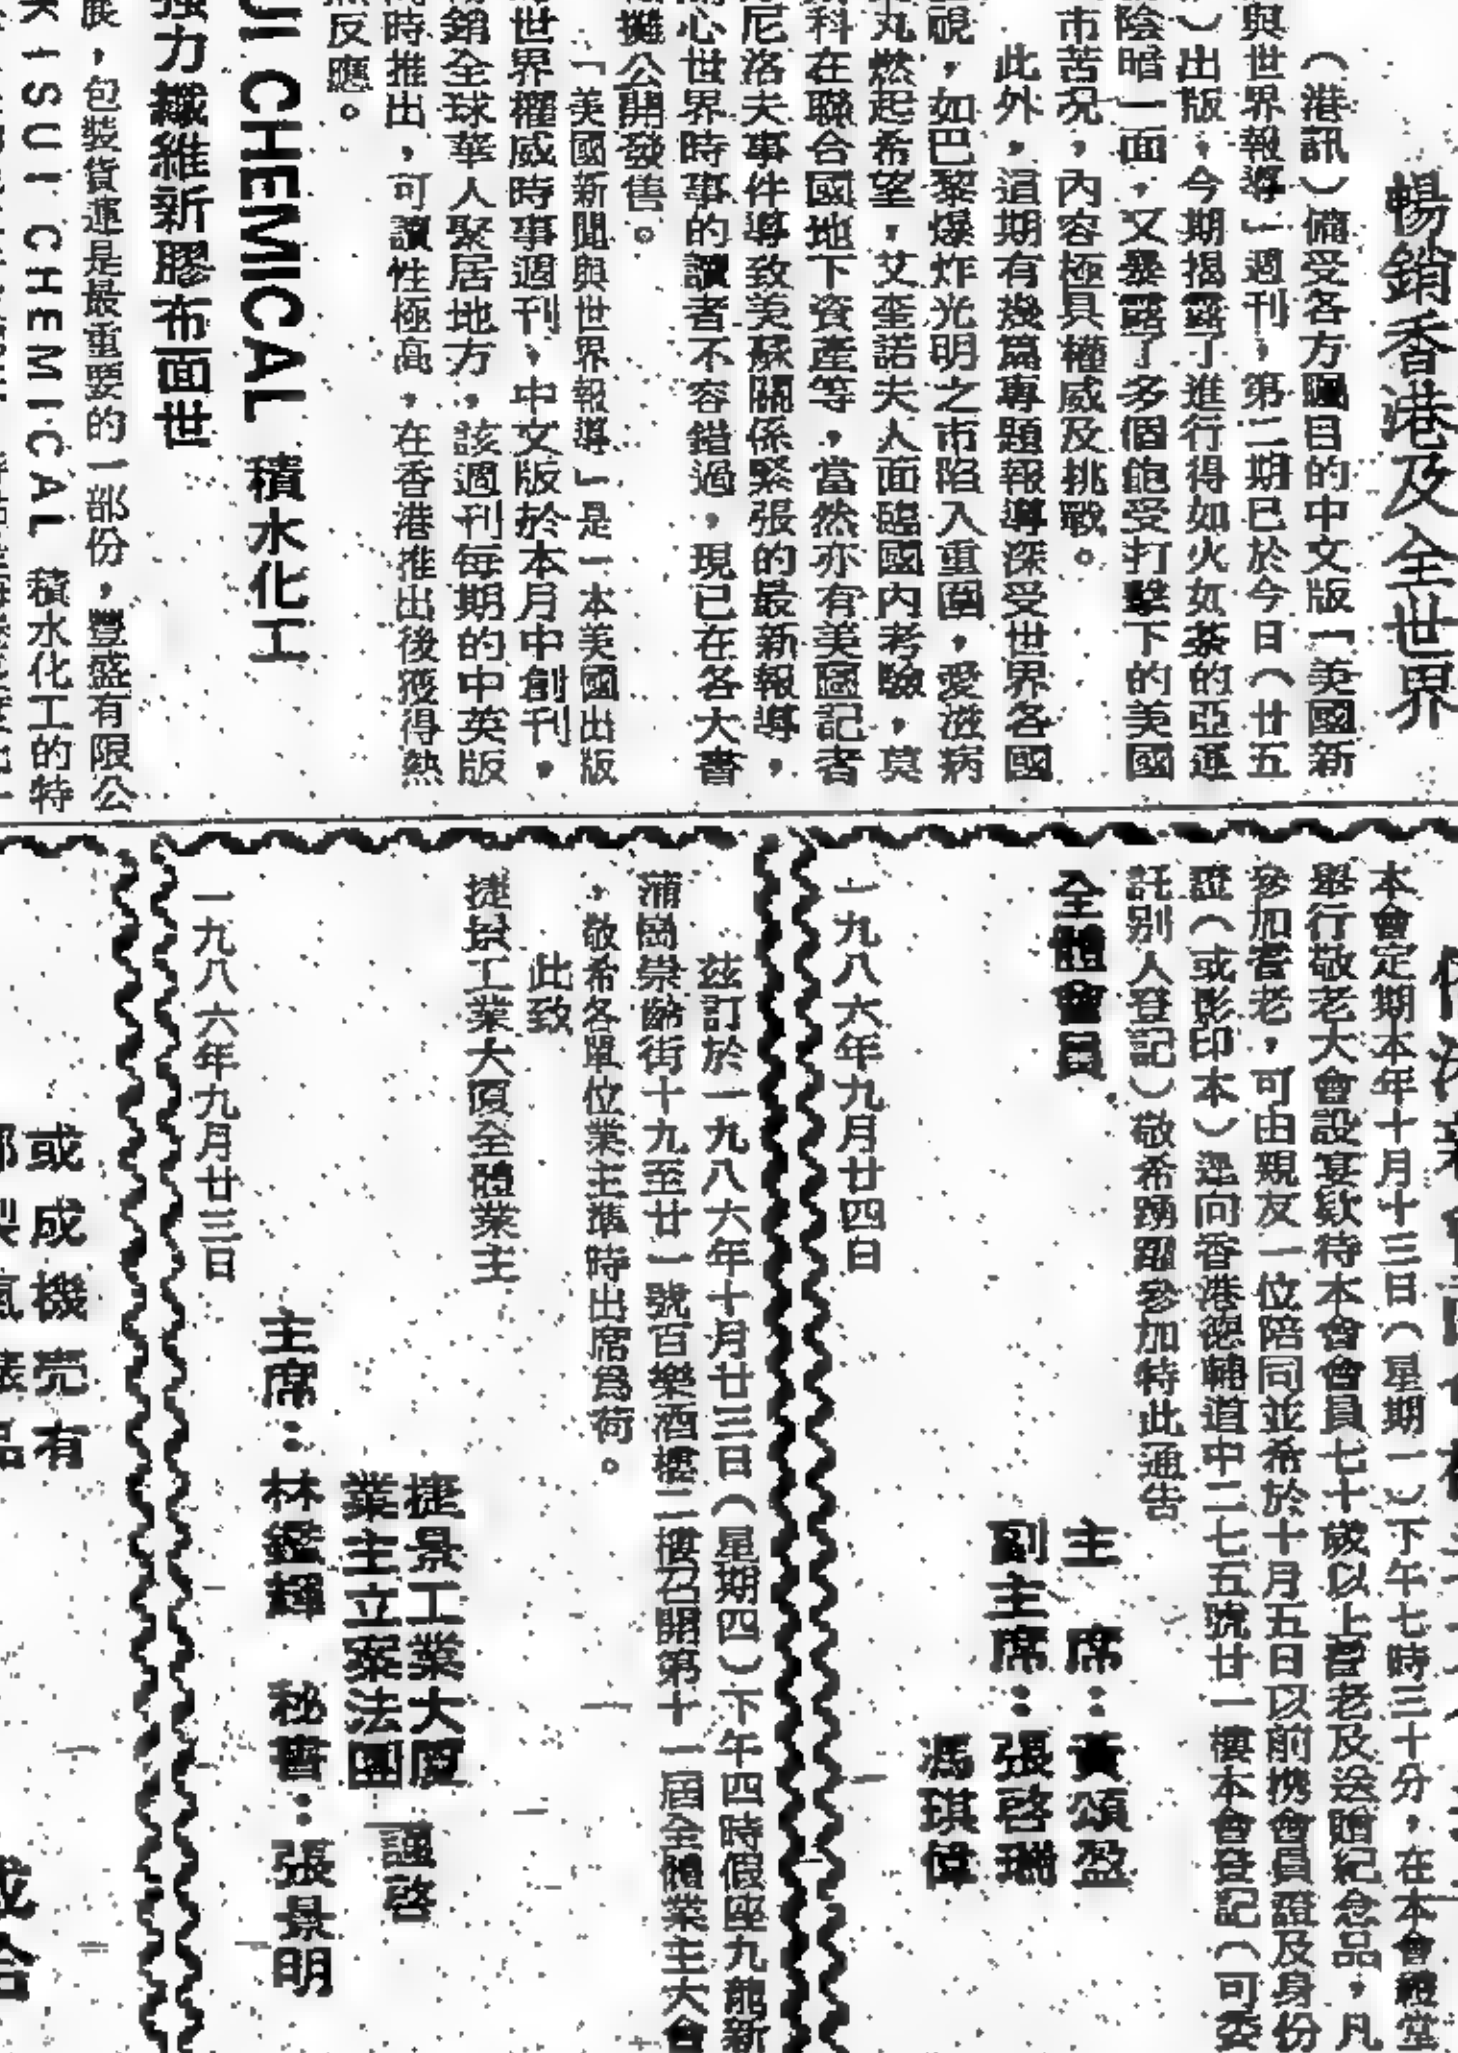 暢銷香港及全世界
（港訊）備受各方矚目的中文版「美國新
與世界報導」週刊，第二期已於今日（廿五
）出版，今期揭露了進行得如火如荼的亞運
陰暗一面，又暴露了多個飽受打擊下的美國
市苦況，內容極具權威及挑戰。
此外，這期有幾篇專題報導深受世界各國
視，如巴黎爆炸光明之市陷入重圍，愛滋病
丸燃起希望，艾奎諾夫人面臨國內考驗，莫
科在聯合國地下資產等，當然亦有美國記者
尼洛夫事件導致美蘇關係緊張的最新報導，
心世界時事的讀者不容錯過，現已在各大書
攤公開發售。
「美國新聞與世界報導」是一本美國出版
世界權威時事週刊，中文版於本月中創刊，
銷全球華人聚居地方，該週刊每期的中英版
時推出，可讀性極高，在香港推出後獲得熱
反應。
JI CHEMICAL 積水化工
強力纖維新膠布面世
展，包裝貨運是最重要的一部份，豐盛有限公
KISUI CHEMICAL 積水化工的特
本會定期本年十月十三日（星期一）下午七時三十分，在本會禮堂
舉行敬老大會設宴欵待本會會員七十歲以上耆老及送贈紀念品，凡
參加耆老，可由親友一位陪同並希於十月五日以前携會員證及身份
證（或影印本）逕向香港德輔道中二七五號廿一樓本會登記（可委
託別人登記）敬希踴躍參加特此通告
全體會員
主　席：黃頌盈
副主席：張啓瑞
馮琪偉
一九八六年九月廿四日
茲訂於一九八六年十月廿三日（星期四）下午四時假座九龍新
蒲崗崇齡街十九至廿一號百樂酒樓二樓召開第十一屆全體業主大會
，敬希各單位業主準時出席爲荷。
此致
捷景工業大廈全體業主
捷景工業大廈
業主立案法團
謹啓
主席：林鑑輝　秘書：張景明
一九八六年九月廿三日
或成機売有